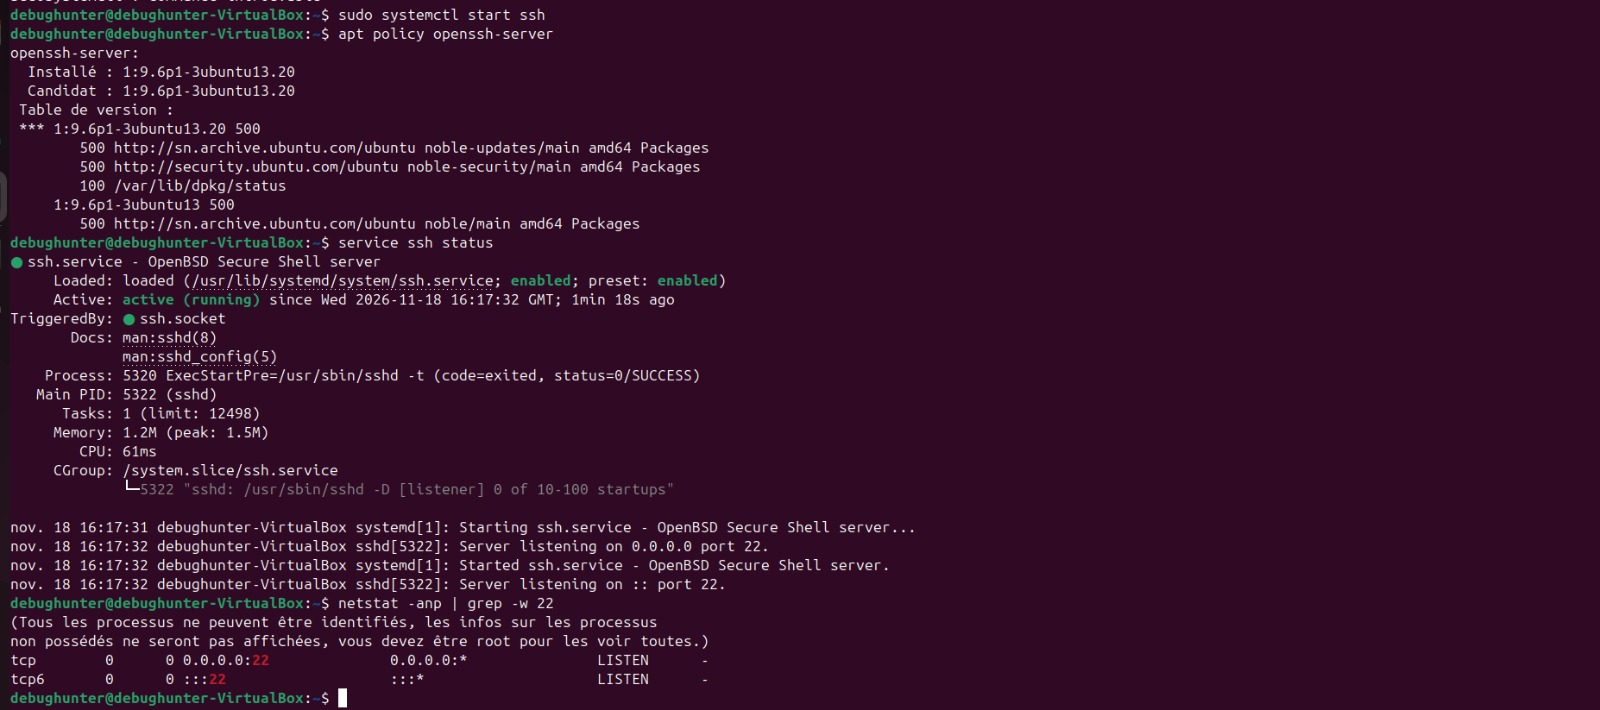 debughunter@debughunter-VirtualBox:~$ sudo systemctl start ssh
debughunter@debughunter-VirtualBox:~$ apt policy openssh-server
openssh-server:
  Installé : 1:9.6p1-3ubuntu13.20
  Candidat : 1:9.6p1-3ubuntu13.20
 Table de version :
 *** 1:9.6p1-3ubuntu13.20 500
        500 http://sn.archive.ubuntu.com/ubuntu noble-updates/main amd64 Packages
        500 http://security.ubuntu.com/ubuntu noble-security/main amd64 Packages
        100 /var/lib/dpkg/status
     1:9.6p1-3ubuntu13 500
        500 http://sn.archive.ubuntu.com/ubuntu noble/main amd64 Packages
debughunter@debughunter-VirtualBox:~$ service ssh status
● ssh.service - OpenBSD Secure Shell server
     Loaded: loaded (/usr/lib/systemd/system/ssh.service; enabled; preset: enabled)
     Active: active (running) since Wed 2026-11-18 16:17:32 GMT; 1min 18s ago
TriggeredBy: ● ssh.socket
       Docs: man:sshd(8)
             man:sshd_config(5)
    Process: 5320 ExecStartPre=/usr/sbin/sshd -t (code=exited, status=0/SUCCESS)
   Main PID: 5322 (sshd)
      Tasks: 1 (limit: 12498)
     Memory: 1.2M (peak: 1.5M)
        CPU: 61ms
     CGroup: /system.slice/ssh.service
             └─5322 "sshd: /usr/sbin/sshd -D [listener] 0 of 10-100 startups"
nov. 18 16:17:31 debughunter-VirtualBox systemd[1]: Starting ssh.service - OpenBSD Secure Shell server...
nov. 18 16:17:32 debughunter-VirtualBox sshd[5322]: Server listening on 0.0.0.0 port 22.
nov. 18 16:17:32 debughunter-VirtualBox systemd[1]: Started ssh.service - OpenBSD Secure Shell server.
nov. 18 16:17:32 debughunter-VirtualBox sshd[5322]: Server listening on :: port 22.
debughunter@debughunter-VirtualBox:~$ netstat -anp | grep -w 22
(Tous les processus ne peuvent être identifiés, les infos sur les processus
non possédés ne seront pas affichées, vous devez être root pour les voir toutes.)
tcp        0      0 0.0.0.0:22              0.0.0.0:*               LISTEN      -
tcp6       0      0 :::22                   :::*                    LISTEN      -
debughunter@debughunter-VirtualBox:~$